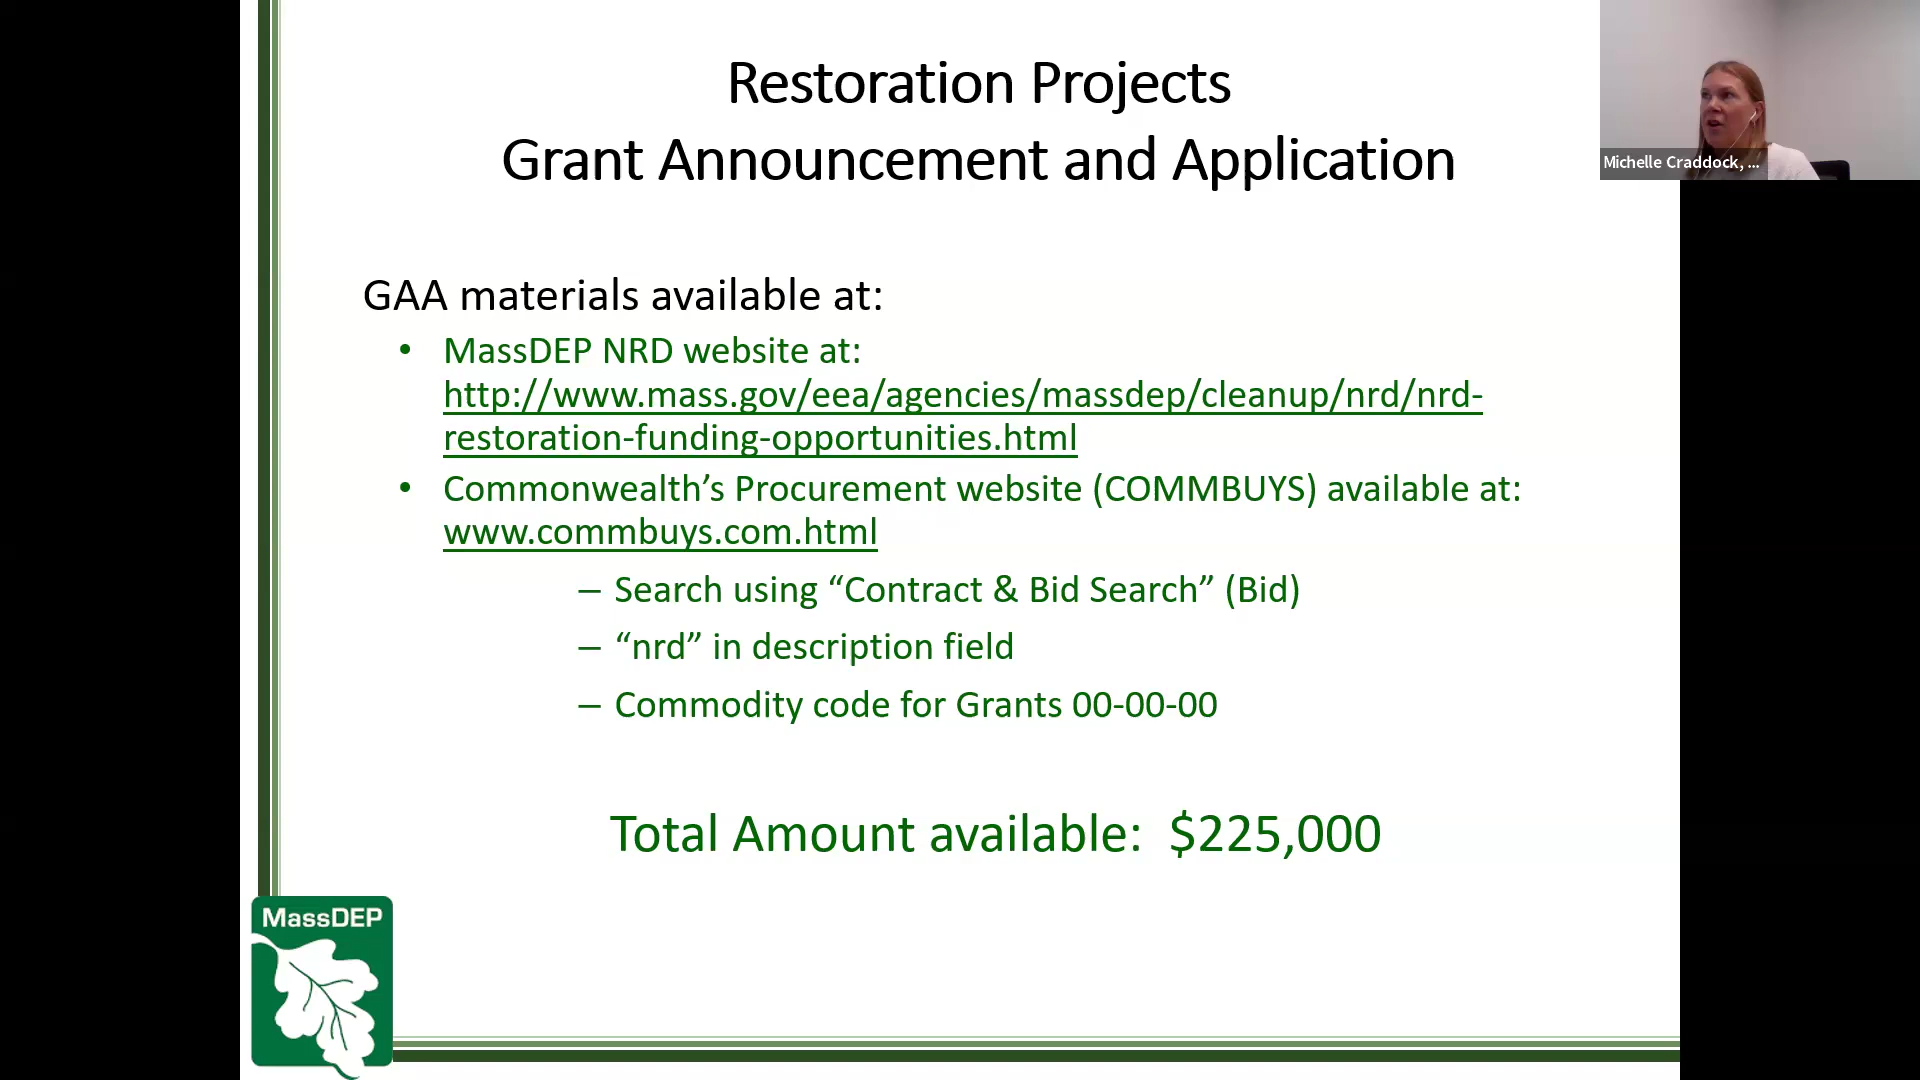 Restoration Projects
Grant Announcement and Application
Michelle Craddock, ...
GAA materials available at:
• MassDEP NRD website at:
http://www.mass.gov/eea/agencies/massdep/cleanup/nrd/nrd-
restoration-funding-opportunities.html
• Commonwealth’s Procurement website (COMMBUYS) available at:
www.commbuys.com.html
– Search using “Contract & Bid Search” (Bid)
– “nrd” in description field
– Commodity code for Grants 00-00-00
Total Amount available: $225,000
MassDEP